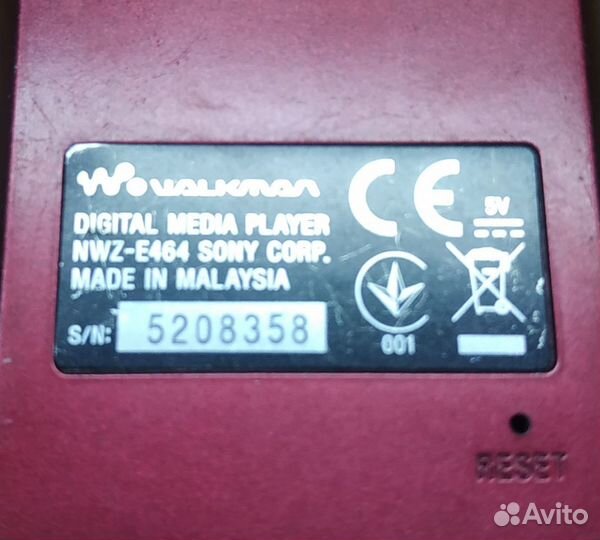 WALKMAN
DIGITAL MEDIA PLAYER
NWZ-E464 SONY CORP.
MADE IN MALAYSIA
S/N: 5208358
CE
5V
001
RESET
Avito